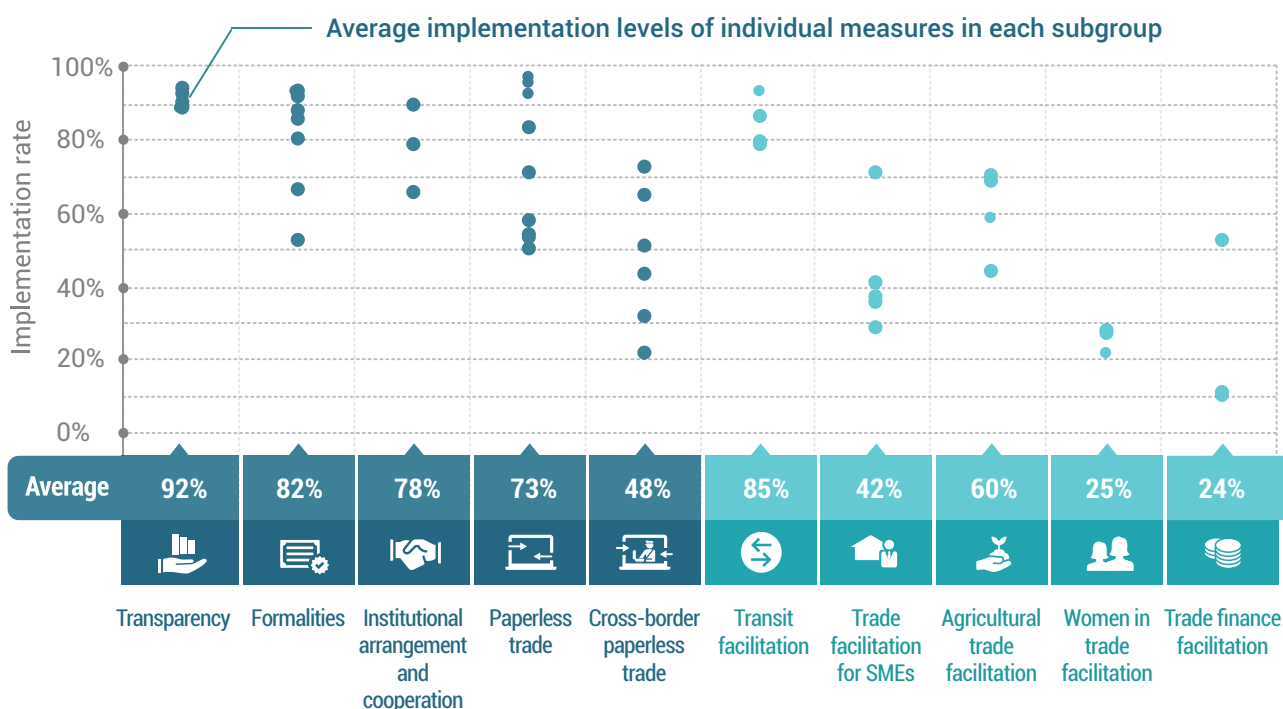 Average implementation levels of individual measures in each subgroup
Implementation rate
100%
80%
60%
40%
20%
0%
Average 92% 82% 78% 73% 48% 85% 42% 60% 25% 24%
Transparency
Formalities
Institutional
arrangement
and
cooperation
Paperless
trade
Cross-border
paperless
trade
Transit
facilitation
Trade
facilitation
for SMEs
Agricultural
trade
facilitation
Women in
trade
facilitation
Trade finance
facilitation